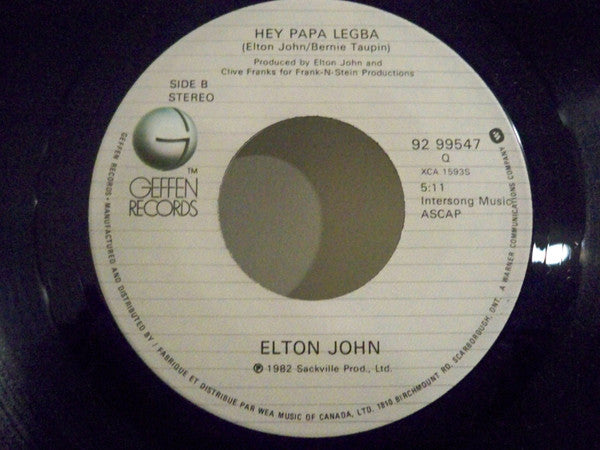 HEY PAPA LEGBA
(Elton John/Bernie Taupin)
Produced by Elton John and
Clive Franks for Frank-N-Stein Productions
SIDE B
STEREO
G
™
GEFFEN
RECORDS
92 99547
Q
XCA 1593S
5:11
Intersong Music
ASCAP
ELTON JOHN
℗ 1982 Sackville Prod., Ltd.
GEFFEN RECORDS • MANUFACTURED AND DISTRIBUTED BY / FABRIQUE ET DISTRIBUE PAR WEA MUSIC OF CANADA, LTD. 1810 BIRCHMOUNT RD, SCARBOROUGH, ONT. A WARNER COMMUNICATIONS COMPANY